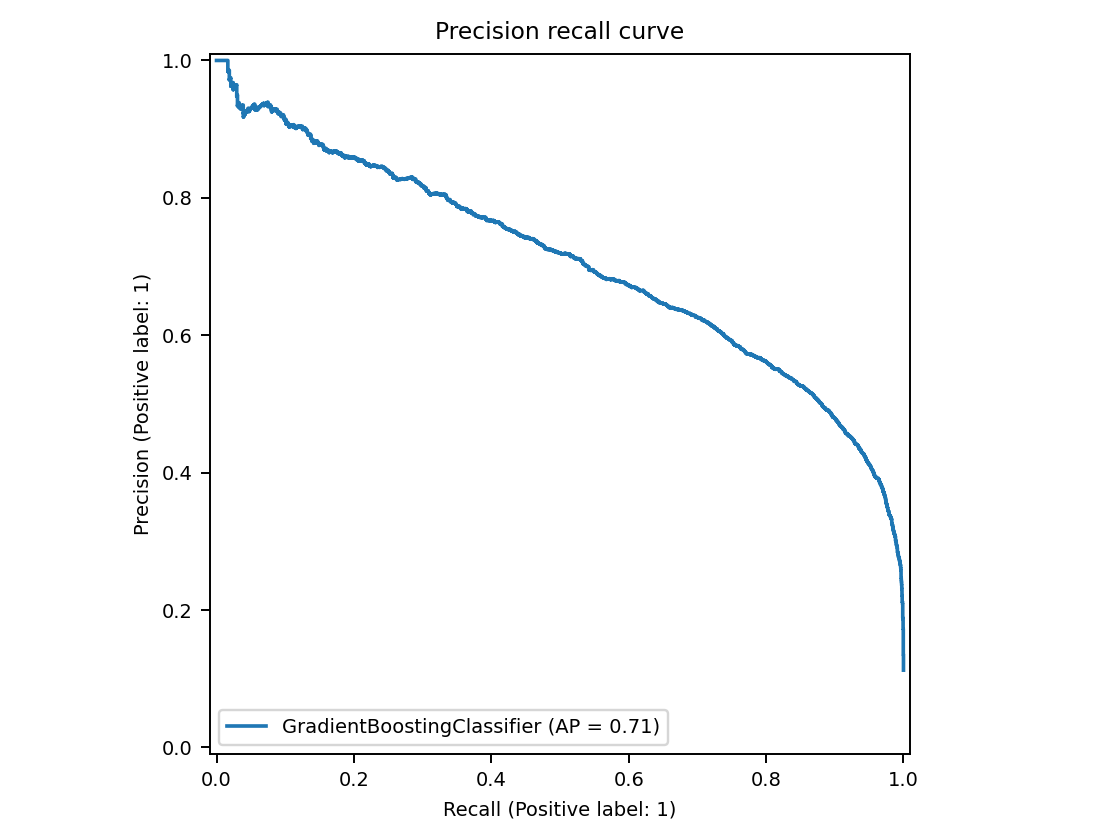 Precision recall curve
1.0
0.8
0.6
0.4
0.2
0.0
Precision (Positive label: 1)
GradientBoostingClassifier (AP = 0.71)
0.0 0.2 0.4 0.6 0.8 1.0
Recall (Positive label: 1)